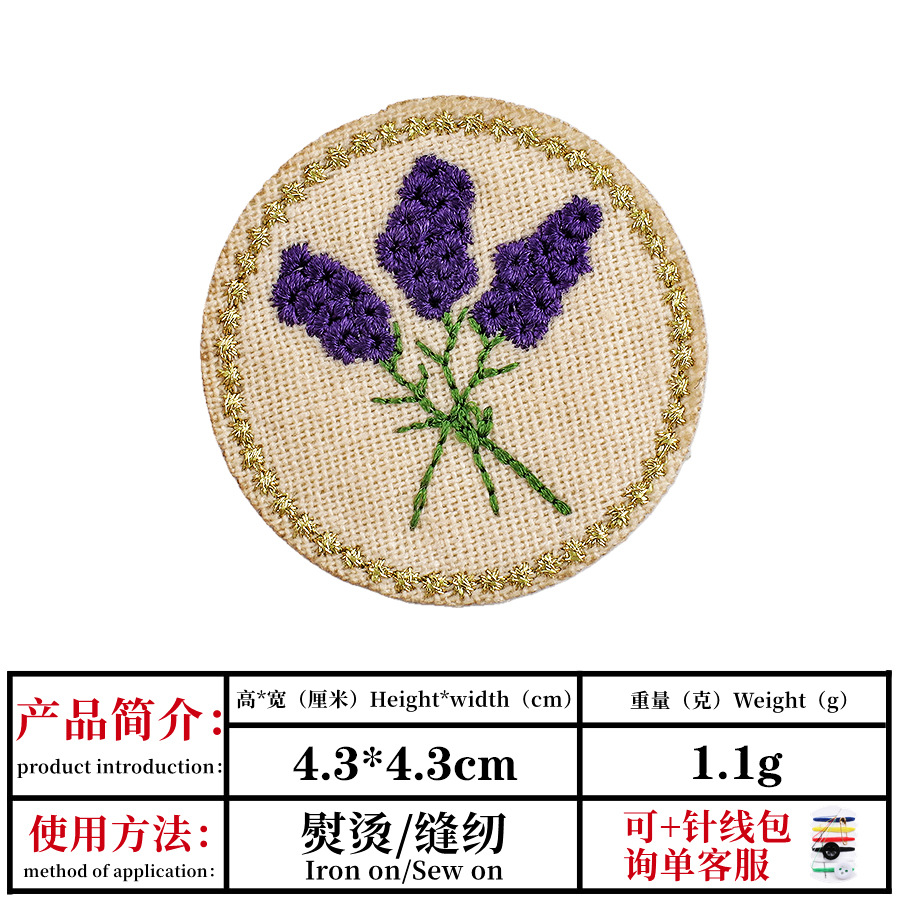 产品简介：
product introduction：
高*宽（厘米）Height*width（cm）
重量（克）Weight（g）
4.3*4.3cm
1.1g
使用方法：
method of application：
熨烫/缝纫
Iron on/Sew on
可+针线包
询单客服